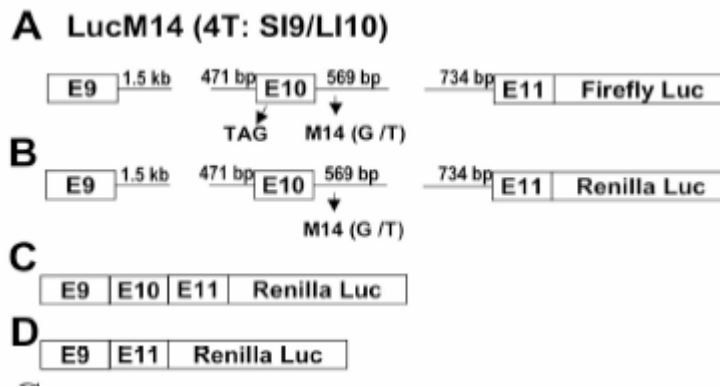 A LucM14 (4T: SI9/LI10)
E9 1.5 kb 471 bp E10 569 bp 734 bp E11 Firefly Luc
TAG M14 (G /T)
B
E9 1.5 kb 471 bp E10 569 bp 734 bp E11 Renilla Luc
M14 (G /T)
C
E9 E10 E11 Renilla Luc
D
E9 E11 Renilla Luc